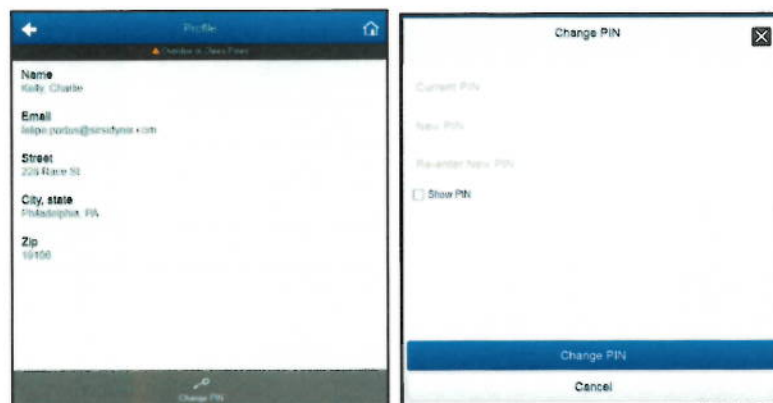 Profile
Name
Kelly, Charlie
Email
Street
226 Race St
City, state
Philadelphia, PA
Zip
19106
Change PIN
Change PIN
Current PIN
New PIN
Re-enter New PIN
Show PIN
Change PIN
Cancel